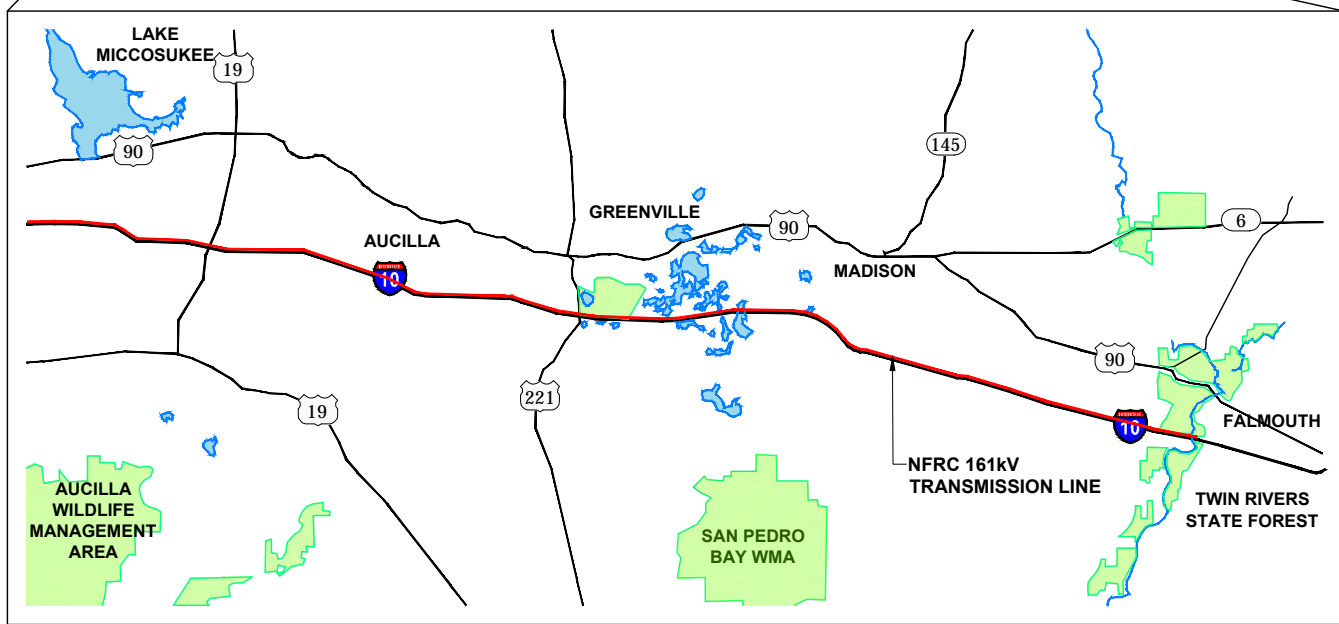 LAKE
MICCOSUKEE
19
90
145
6
GREENVILLE
90
AUCILLA
10
MADISON
90
221
19
10
FALMOUTH
NFRC 161kV
TRANSMISSION LINE
AUCILLA
WILDLIFE
MANAGEMENT
AREA
SAN PEDRO
BAY WMA
TWIN RIVERS
STATE FOREST